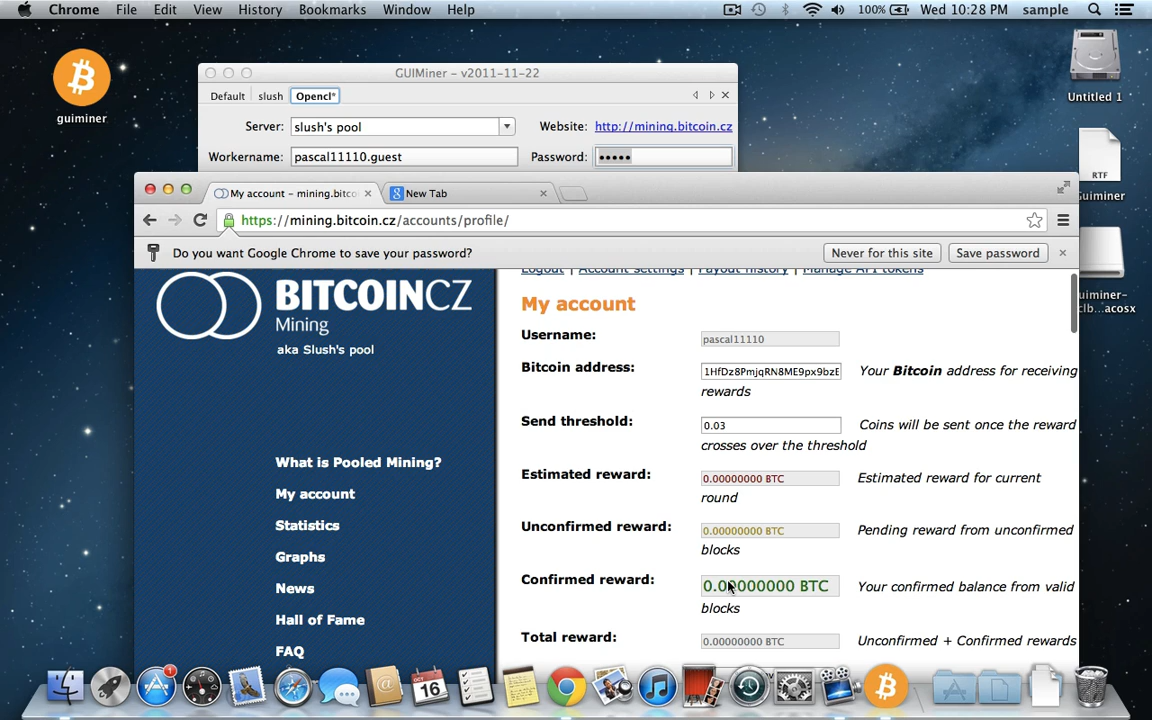 Chrome File Edit View History Bookmarks Window Help 100% Wed 10:28 PM sample
guiminer
Untitled 1
RTF
Guiminer
uiminer-
clb...acosx
GUIMiner - v2011-11-22
Default slush Opencl*
Server: slush's pool Website: http://mining.bitcoin.cz
Workername: pascal11110.guest Password: •••••
My account - mining.bitco New Tab
https://mining.bitcoin.cz/accounts/profile/
Do you want Google Chrome to save your password? Never for this site Save password
Logout | Account settings | Payout history | Manage API tokens
BITCOINCZ
Mining
aka Slush's pool
What is Pooled Mining?
My account
Statistics
Graphs
News
Hall of Fame
FAQ
My account
Username: pascal11110
Bitcoin address: 1HfDz8PmjqRN8ME9px9bzE Your Bitcoin address for receiving
rewards
Send threshold: 0.03 Coins will be sent once the reward
crosses over the threshold
Estimated reward: 0.00000000 BTC Estimated reward for current
round
Unconfirmed reward: 0.00000000 BTC Pending reward from unconfirmed
blocks
Confirmed reward: 0.00000000 BTC Your confirmed balance from valid
blocks
Total reward: 0.00000000 BTC Unconfirmed + Confirmed rewards
1
16